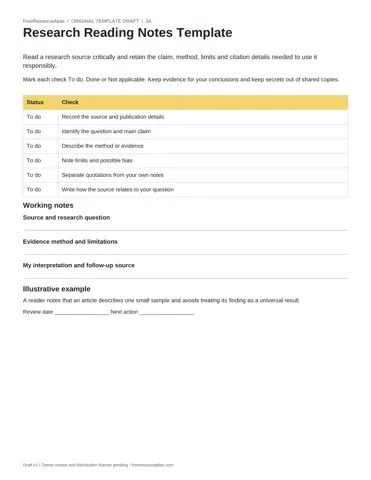 FreeResourceAtlas / ORIGINAL TEMPLATE DRAFT / 34
Research Reading Notes Template
Read a research source critically and retain the claim, method, limits and citation details needed to use it
responsibly.
Mark each check To do, Done or Not applicable. Keep evidence for your conclusions and keep secrets out of shared copies.
Status Check
To do Record the source and publication details
To do Identify the question and main claim
To do Describe the method or evidence
To do Note limits and possible bias
To do Separate quotations from your own notes
To do Write how the source relates to your question
Working notes
Source and research question
Evidence method and limitations
My interpretation and follow-up source
Illustrative example
A reader notes that an article describes one small sample and avoids treating its finding as a universal result.
Review date __________________ Next action __________________
Draft v1 / Owner review and distribution license pending / freeresourceatlas.com